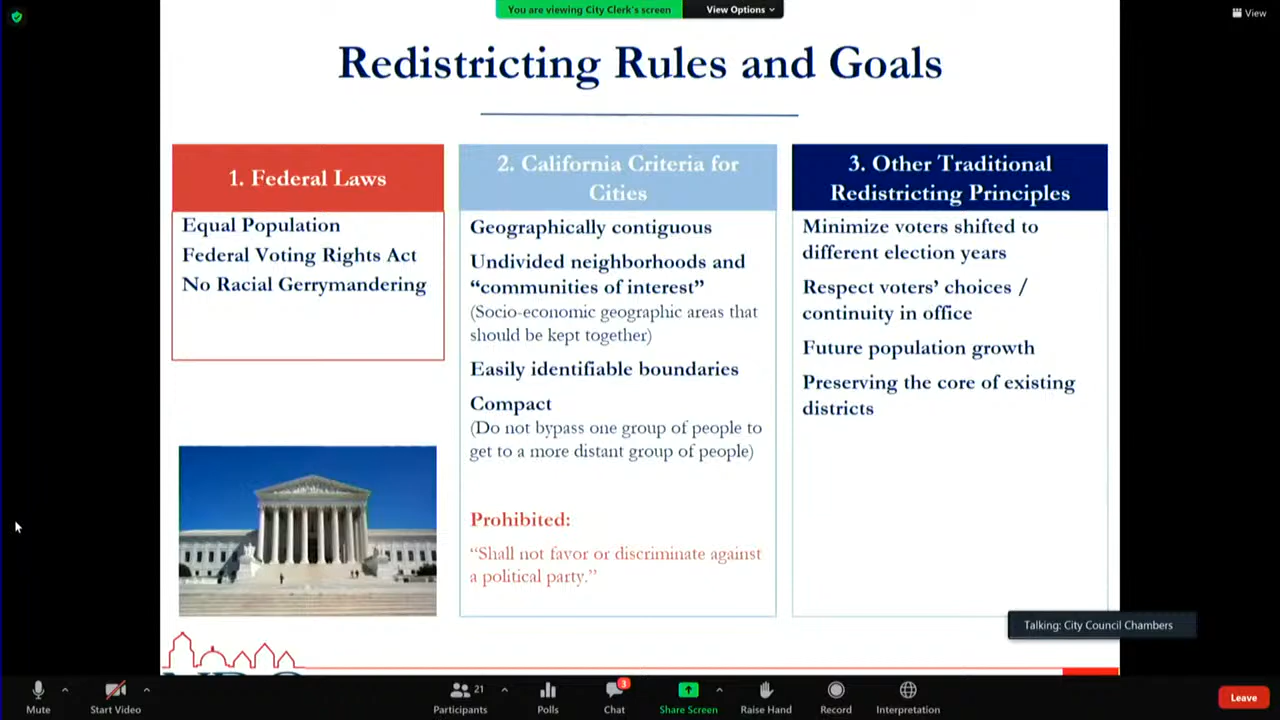 You are viewing City Clerk's screen
View Options
View
Redistricting Rules and Goals
1. Federal Laws
Equal Population
Federal Voting Rights Act
No Racial Gerrymandering
2. California Criteria for
Cities
Geographically contiguous
Undivided neighborhoods and
“communities of interest”
(Socio-economic geographic areas that
should be kept together)
Easily identifiable boundaries
Compact
(Do not bypass one group of people to
get to a more distant group of people)
Prohibited:
“Shall not favor or discriminate against
a political party.”
3. Other Traditional
Redistricting Principles
Minimize voters shifted to
different election years
Respect voters’ choices /
continuity in office
Future population growth
Preserving the core of existing
districts
Talking: City Council Chambers
Mute
Start Video
21
Participants
Polls
3
Chat
Share Screen
Raise Hand
Record
Interpretation
Leave